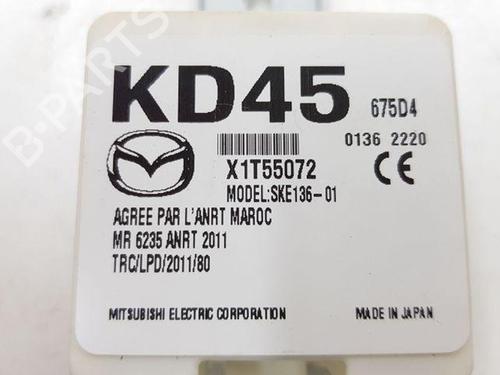 KD45 675D4
0136 2220
X1T55072
MODEL:SKE136-01
AGREE PAR L'ANRT MAROC
MR 6235 ANRT 2011
TRC/LPD/2011/80
MITSUBISHI ELECTRIC CORPORATION MADE IN JAPAN
B-PARTS